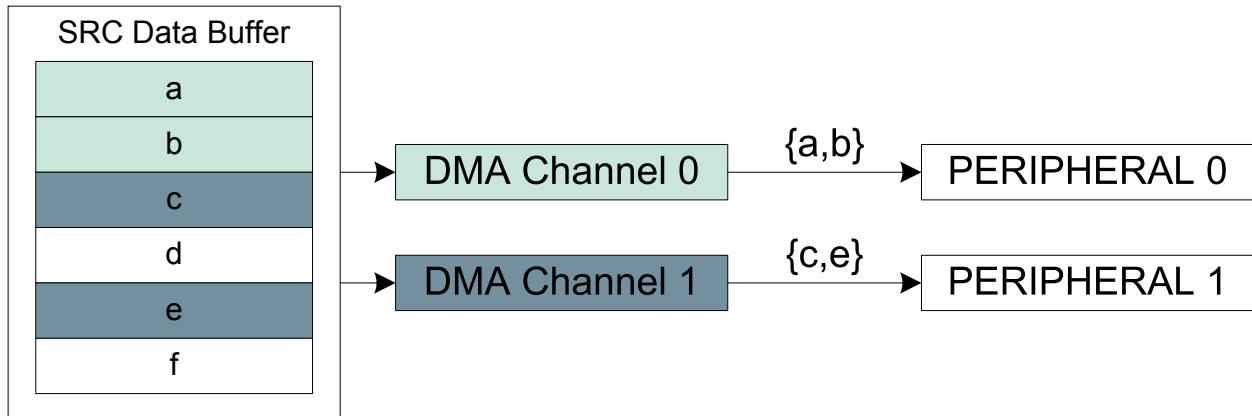 SRC Data Buffer
a
b
c
d
e
f
DMA Channel 0
{a,b}
PERIPHERAL 0
DMA Channel 1
{c,e}
PERIPHERAL 1